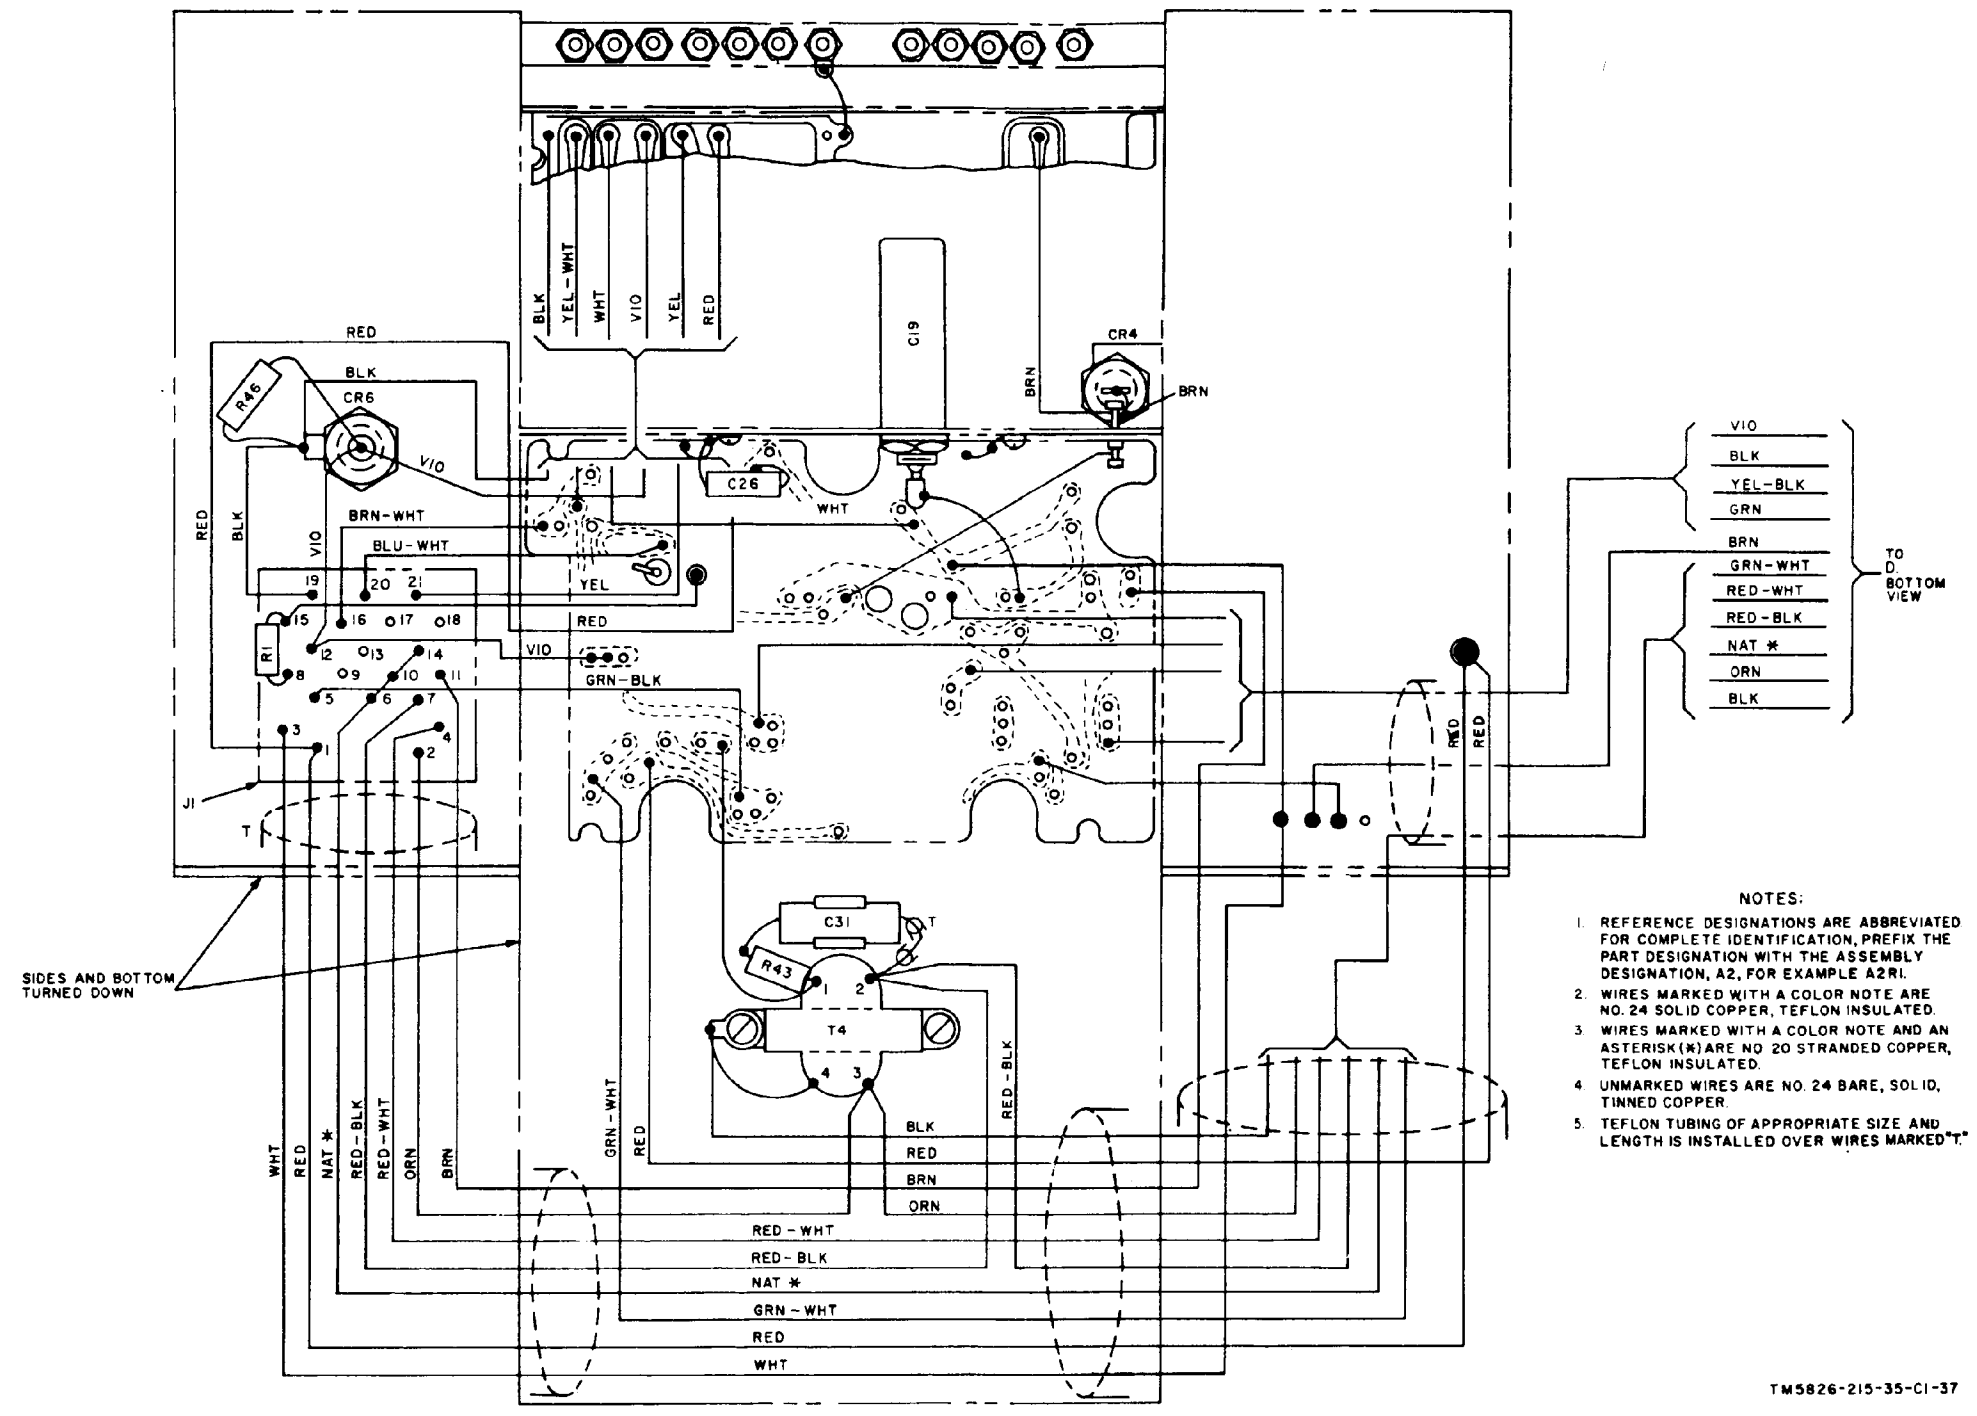 BLK
YEL-WHT
WHT
VIO
YEL
RED
C19
CR4
BRN
BRN
RED
BLK
R46
CR6
VIO
RED
BLK
VIO
BRN-WHT
BLU-WHT
C26
WHT
YEL
RED
VIO
GRN-BLK
19
20
21
15
16
17
18
R1
12
13
14
8
9
10
11
5
6
7
3
1
4
2
J1
T
SIDES AND BOTTOM
TURNED DOWN
VIO
BLK
YEL-BLK
GRN
BRN
GRN-WHT
RED-WHT
RED-BLK
NAT *
ORN
BLK
TO
D.
BOTTOM
VIEW
RED
RED
C31
T
R43
1
2
T4
4
3
WHT
RED
NAT *
RED-BLK
RED-WHT
ORN
BRN
GRN-WHT
RED
RED-BLK
BLK
RED
BRN
ORN
RED-WHT
RED-BLK
NAT *
GRN-WHT
RED
WHT
NOTES:
1. REFERENCE DESIGNATIONS ARE ABBREVIATED.
FOR COMPLETE IDENTIFICATION, PREFIX THE
PART DESIGNATION WITH THE ASSEMBLY
DESIGNATION, A2, FOR EXAMPLE A2R1.
2. WIRES MARKED WITH A COLOR NOTE ARE
NO. 24 SOLID COPPER, TEFLON INSULATED.
3. WIRES MARKED WITH A COLOR NOTE AND AN
ASTERISK (*) ARE NO 20 STRANDED COPPER,
TEFLON INSULATED.
4. UNMARKED WIRES ARE NO. 24 BARE, SOLID,
TINNED COPPER.
5. TEFLON TUBING OF APPROPRIATE SIZE AND
LENGTH IS INSTALLED OVER WIRES MARKED "T."
TM5826-215-35-C1-37